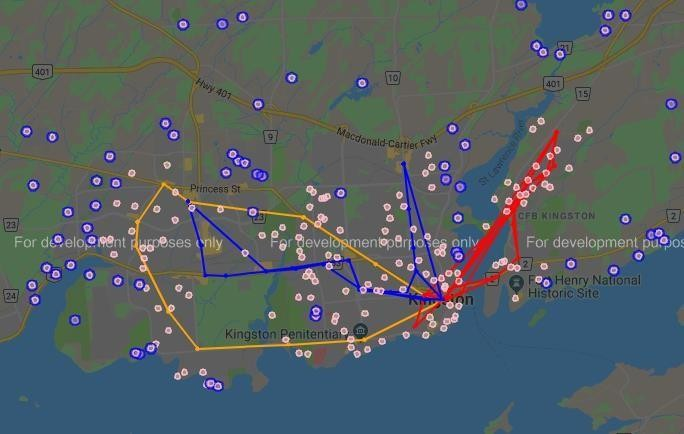 401
Hwy 401
10
401
21
15
Macdonald-Cartier Fwy
9
St Lawrence River
Princess St
23
CFB KINGSTON
23
2
For development purposes only
For development purposes only
For development purposes
2
24
Fort Henry National
Historic Site
Kingston
Kingston Penitentiary